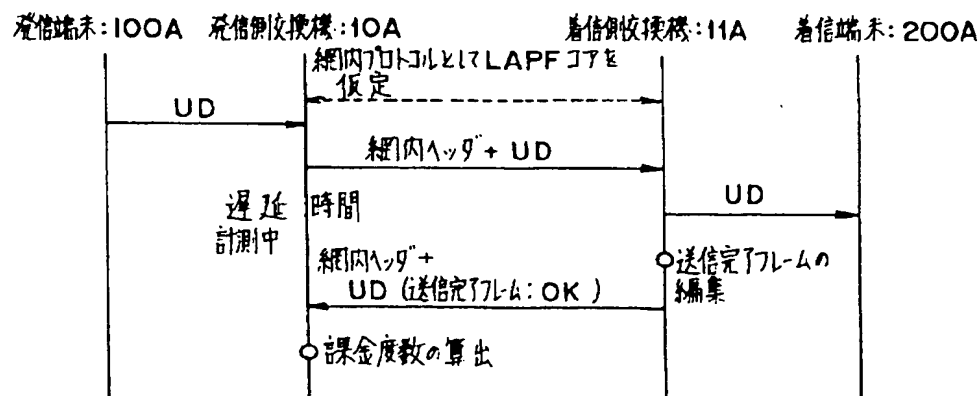 発信端末:100A 発信側交換機:10A 着信側交換機:11A 着信端末:200A
網内プロトコルとしてLAPFコアを
仮定
UD
網内ヘッダ+UD
UD
遅延時間
計測中
送信完了フレームの
編集
網内ヘッダ+
UD(送信完了フレーム:OK)
課金度数の算出